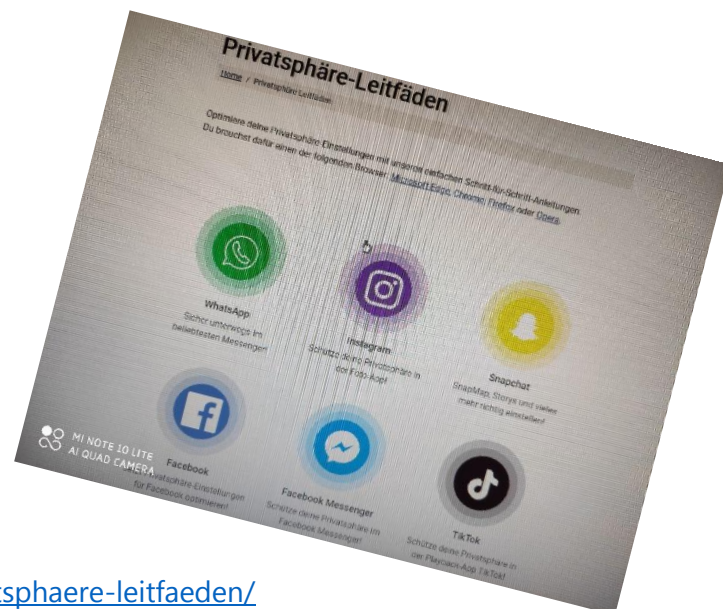 Privatsphäre-Leitfäden
Home / Privatsphäre-Leitfäden
Optimiere deine Privatsphäre-Einstellungen mit unseren einfachen Schritt-für-Schritt-Anleitungen.
Du brauchst dafür einen der folgenden Browser: Microsoft Edge, Chrome, Firefox oder Opera.
WhatsApp
Sicher unterwegs im
beliebtesten Messenger!
Instagram
Schütze deine Privatsphäre in
der Foto-App!
Snapchat
SnapMap, Storys und vieles
mehr richtig einstellen!
Facebook
Privatsphäre-Einstellungen
für Facebook optimieren!
Facebook Messenger
Schütze deine Privatsphäre im
Facebook Messenger!
TikTok
Schütze deine Privatsphäre in
der Playback-App TikTok!
MI NOTE 10 LITE
AI QUAD CAMERA
tsphaere-leitfaeden/